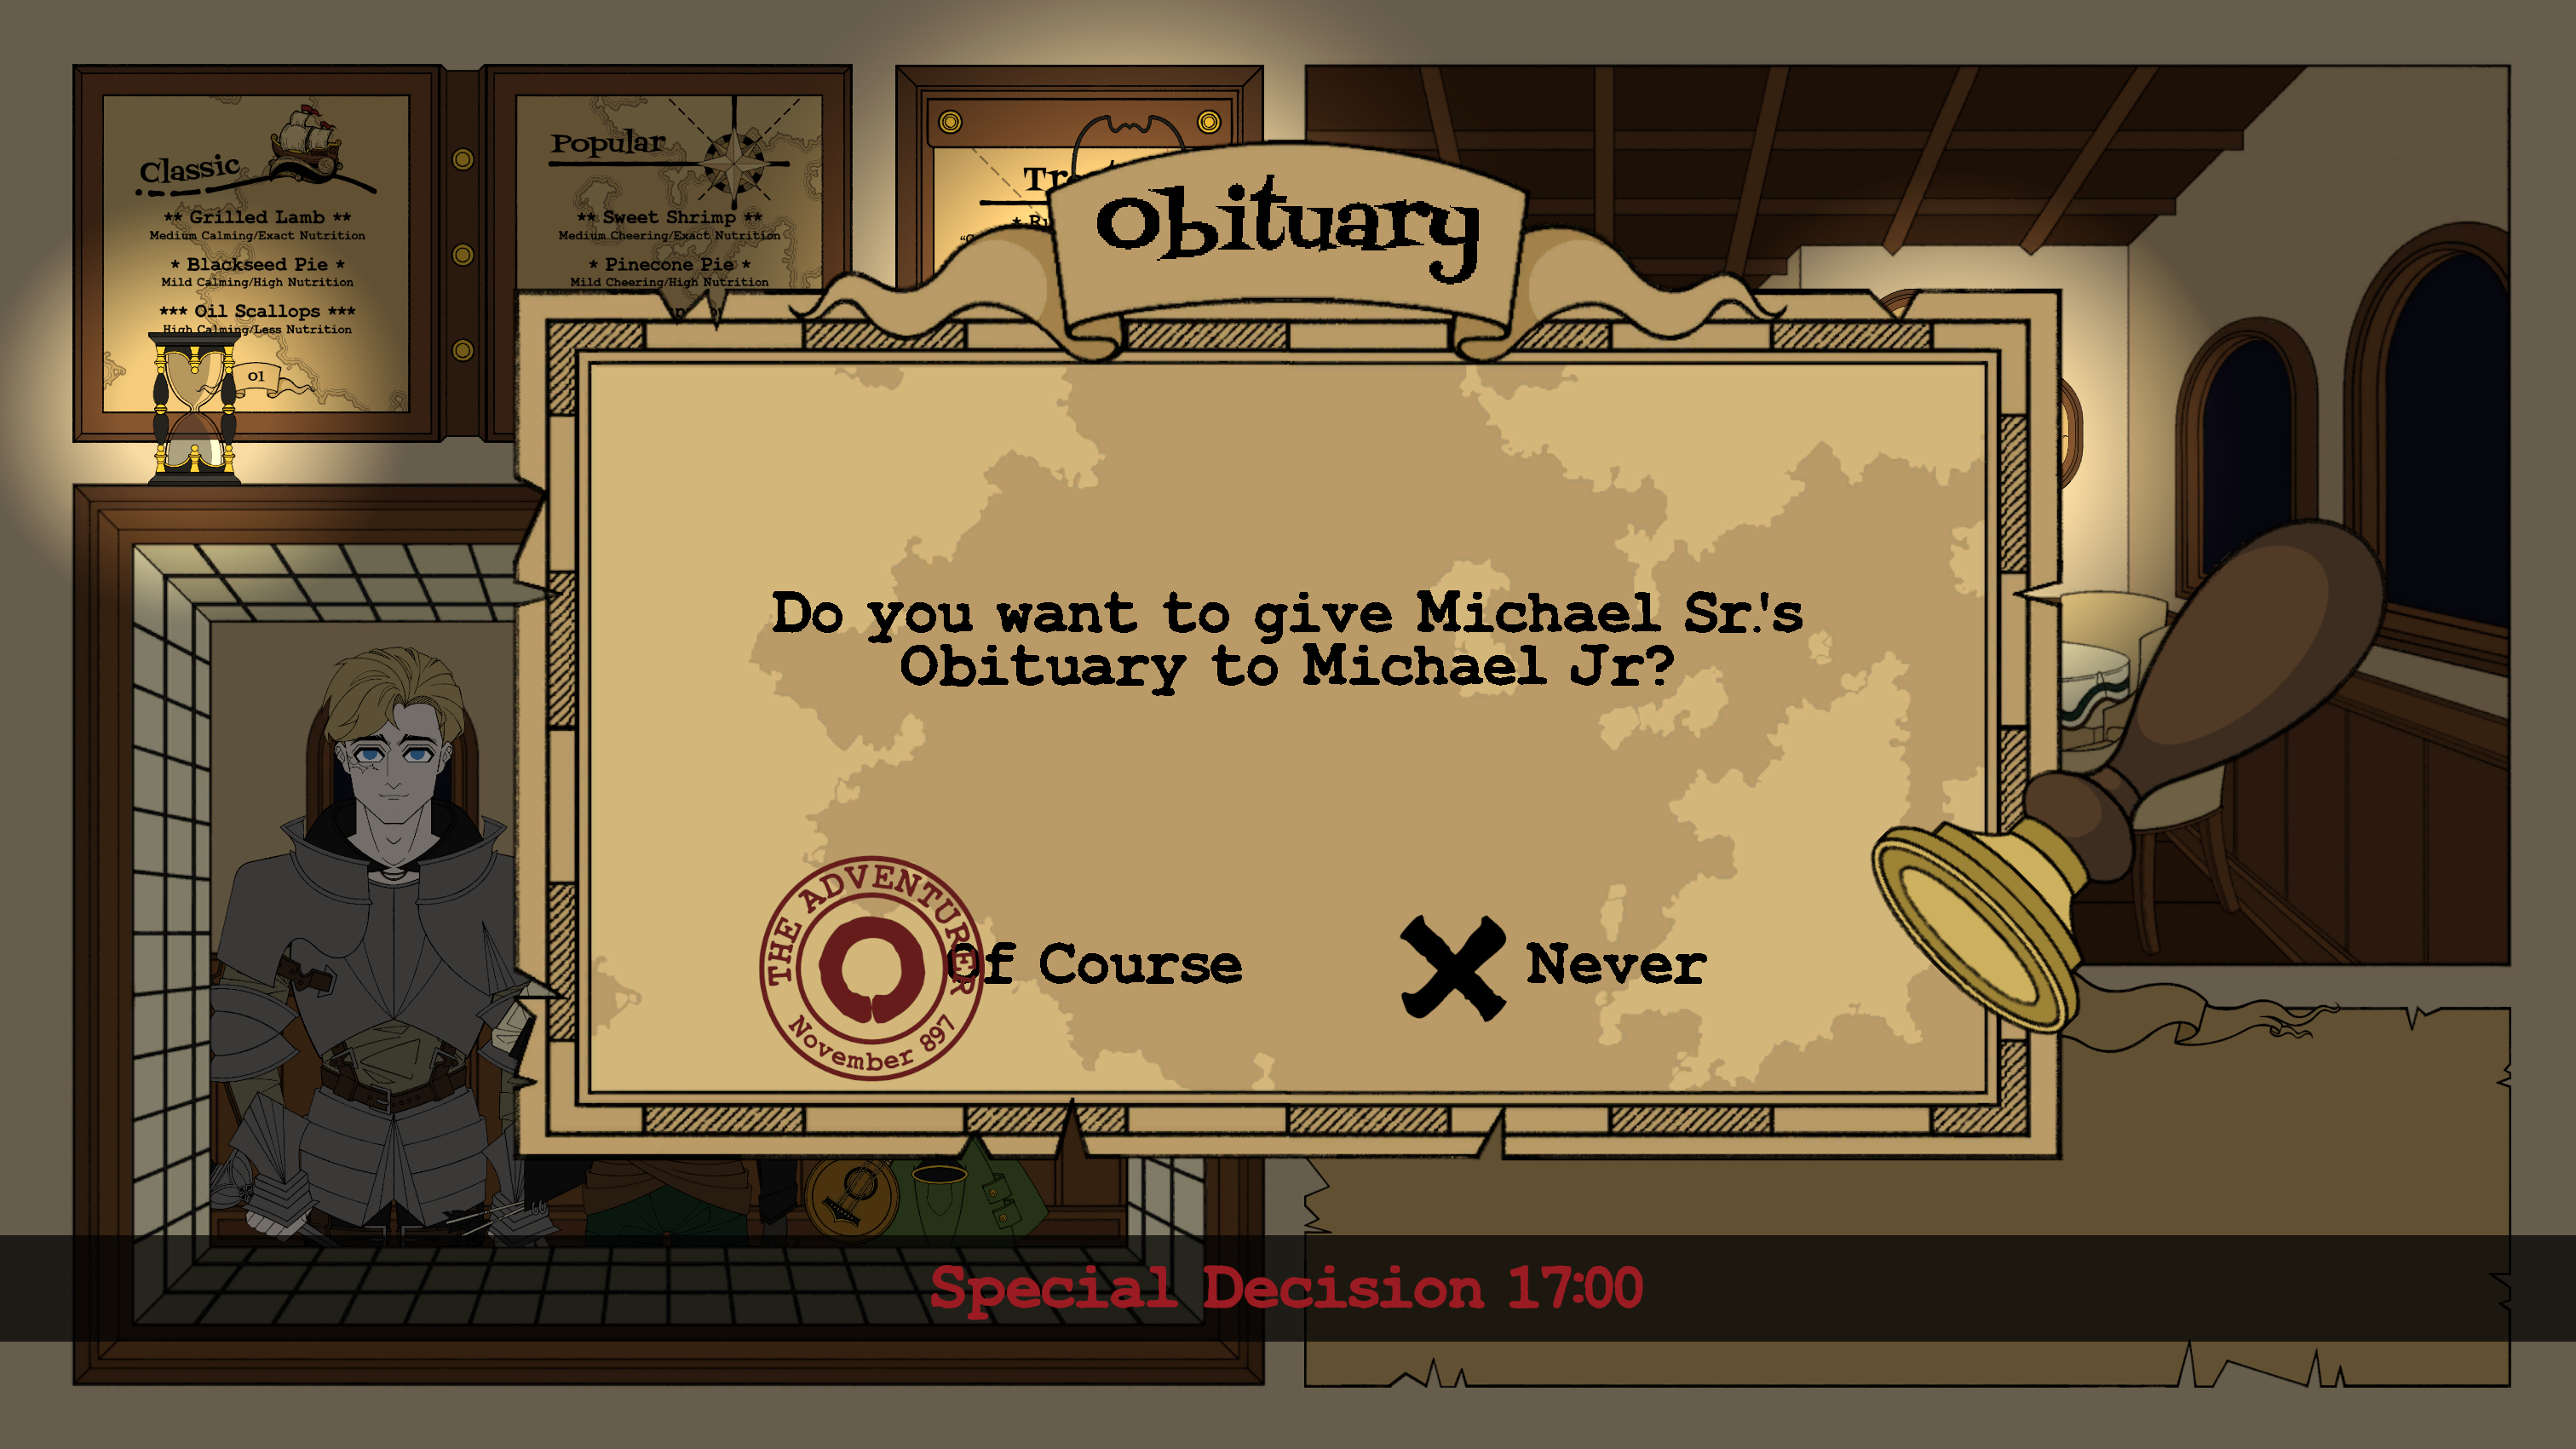 Classic
** Grilled Lamb **
Medium Calming/Exact Nutrition
* Blackseed Pie *
Mild Calming/High Nutrition
*** Oil Scallops ***
High Calming/Less Nutrition
01
Popular
** Sweet Shrimp **
Medium Cheering/Exact Nutrition
* Pinecone Pie *
Mild Cheering/High Nutrition
Obituary
Do you want to give Michael Sr.'s
Obituary to Michael Jr?
THE ADVENTURER
November 897
Of Course
Never
Special Decision 17:00